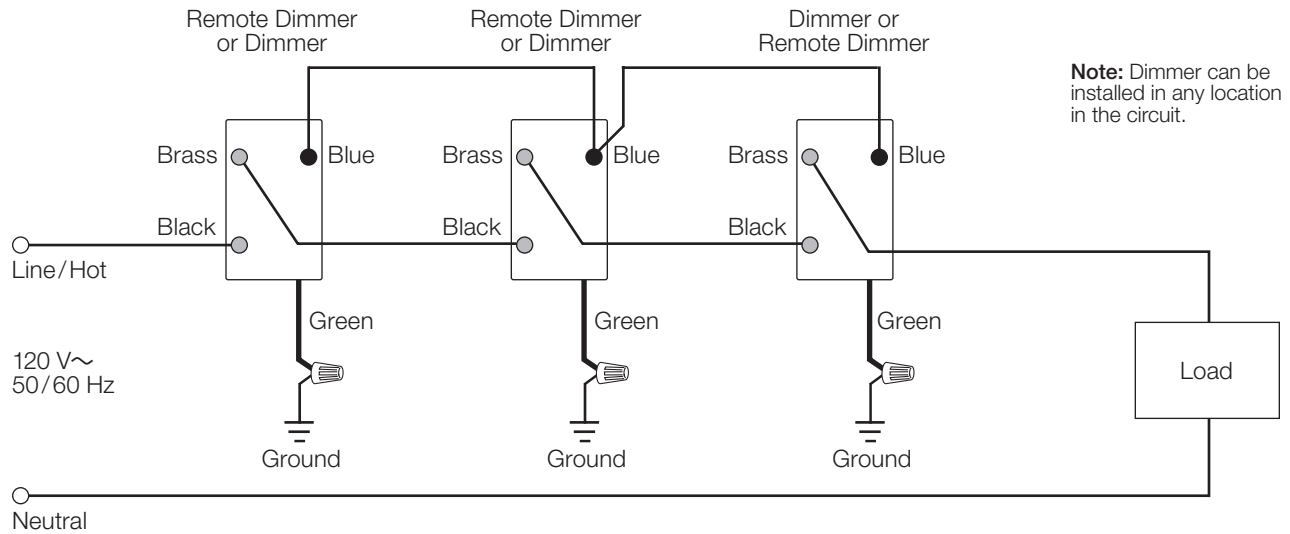 Remote Dimmer
or Dimmer
Remote Dimmer
or Dimmer
Dimmer or
Remote Dimmer
Note: Dimmer can be
installed in any location
in the circuit.
Brass
Blue
Brass
Blue
Brass
Blue
Black
Black
Black
Line/Hot
Green
Green
Green
120 V~
50/60 Hz
Load
Ground
Ground
Ground
Neutral